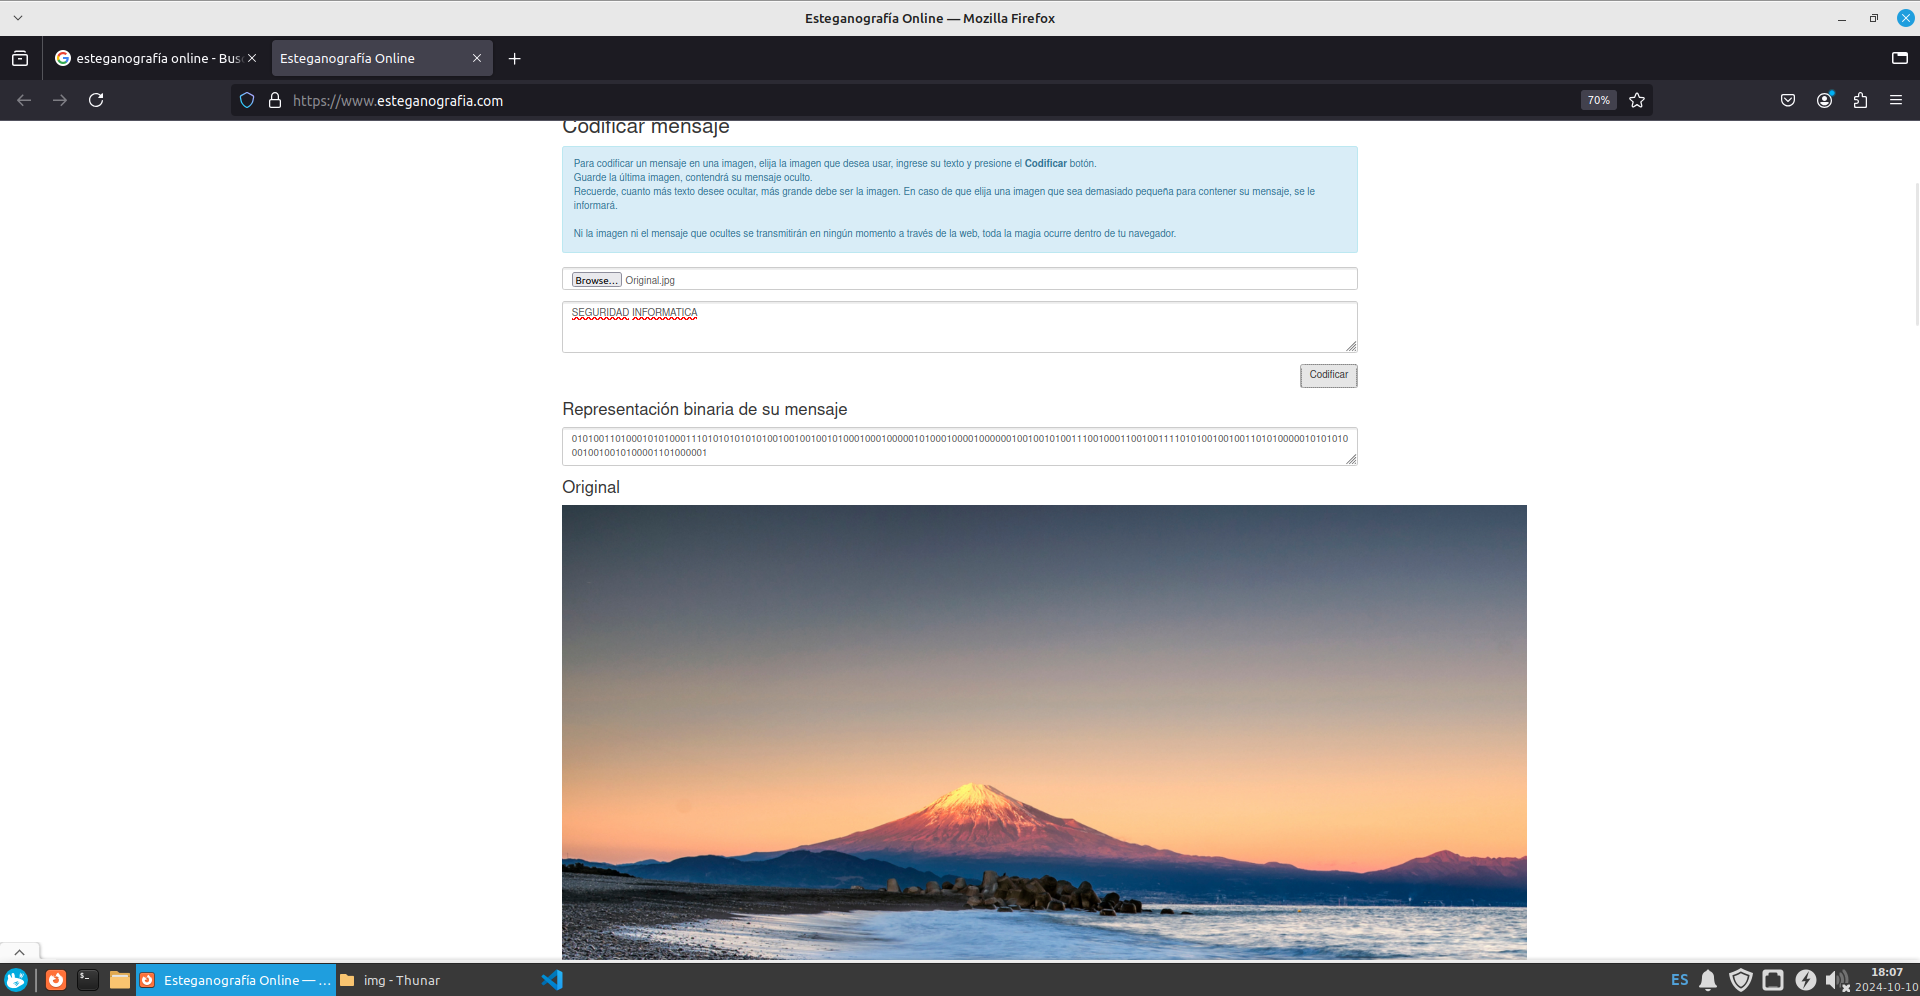 Esteganografía Online — Mozilla Firefox
esteganografía online - Bus
Esteganografía Online
https://www.esteganografia.com
70%
Codificar mensaje
Para codificar un mensaje en una imagen, elija la imagen que desea usar, ingrese su texto y presione el Codificar botón.
Guarde la última imagen, contendrá su mensaje oculto.
Recuerde, cuanto más texto desee ocultar, más grande debe ser la imagen. En caso de que elija una imagen que sea demasiado pequeña para contener su mensaje, se le
informará.
Ni la imagen ni el mensaje que ocultes se transmitirán en ningún momento a través de la web, toda la magia ocurre dentro de tu navegador.
Browse... Original.jpg
SEGURIDAD INFORMATICA
Codificar
Representación binaria de su mensaje
01010011010001010100011101010101010100100100100101000100010000010100010000100000010010010100111001000110010011110101001001001101010000010101010
0010010010100001101000001
Original
Esteganografía Online — ...
img - Thunar
ES
18:07
2024-10-10